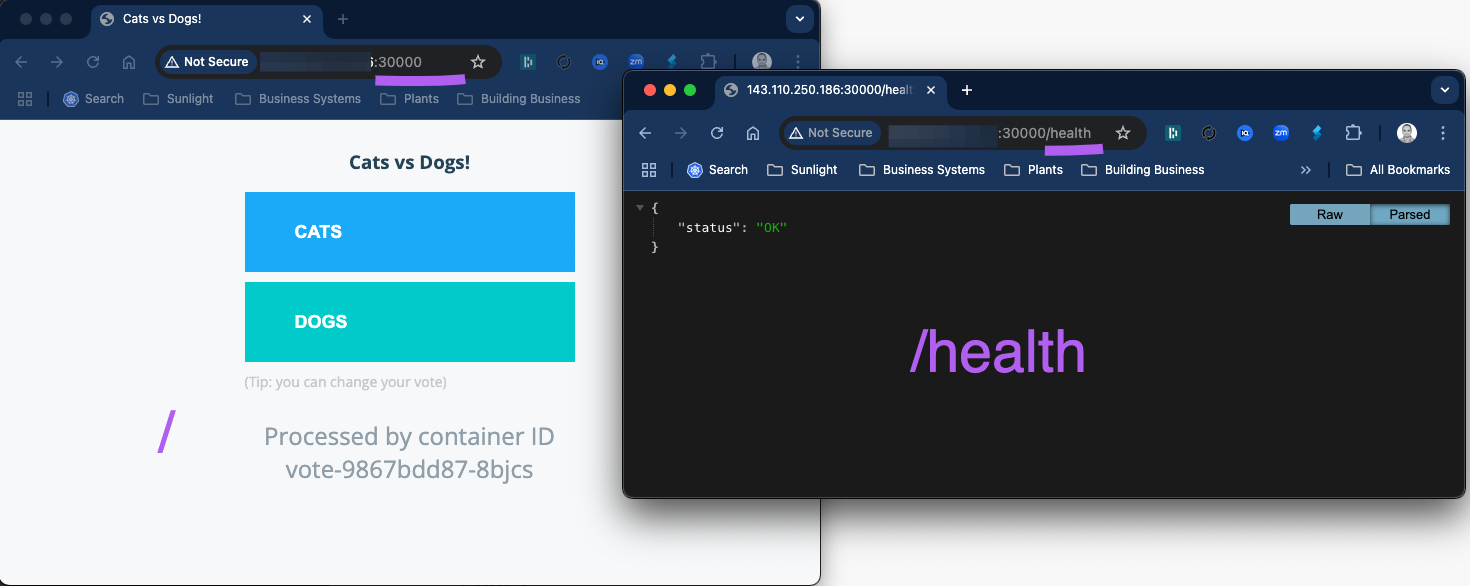 Cats vs Dogs!
Not Secure :30000
Search Sunlight Business Systems Plants Building Business
Cats vs Dogs!
CATS
DOGS
(Tip: you can change your vote)
/
Processed by container ID
vote-9867bdd87-8bjcs
143.110.250.186:30000/healt
Not Secure :30000/health
Search Sunlight Business Systems Plants Building Business » All Bookmarks
Raw Parsed
{
"status": "OK"
}
/health